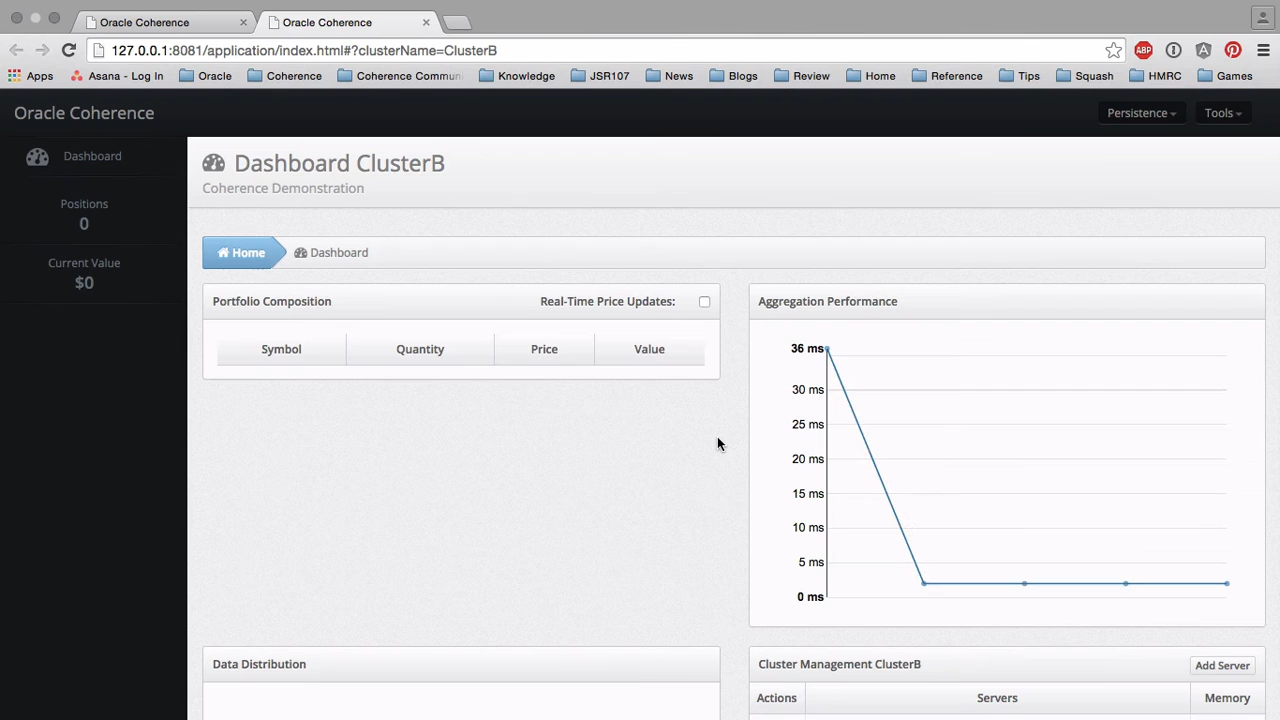 Oracle Coherence
Oracle Coherence
127.0.0.1:8081/application/index.html#?clusterName=ClusterB
ABP
Apps
Asana - Log In
Oracle
Coherence
Coherence Commun
Knowledge
JSR107
News
Blogs
Review
Home
Reference
Tips
Squash
HMRC
Games
Oracle Coherence
Persistence
Tools
Dashboard
Positions
0
Current Value
$0
Dashboard ClusterB
Coherence Demonstration
Home
Dashboard
Portfolio Composition
Real-Time Price Updates:
Symbol
Quantity
Price
Value
Aggregation Performance
36 ms
30 ms
25 ms
20 ms
15 ms
10 ms
5 ms
0 ms
Data Distribution
Cluster Management ClusterB
Add Server
Actions
Servers
Memory